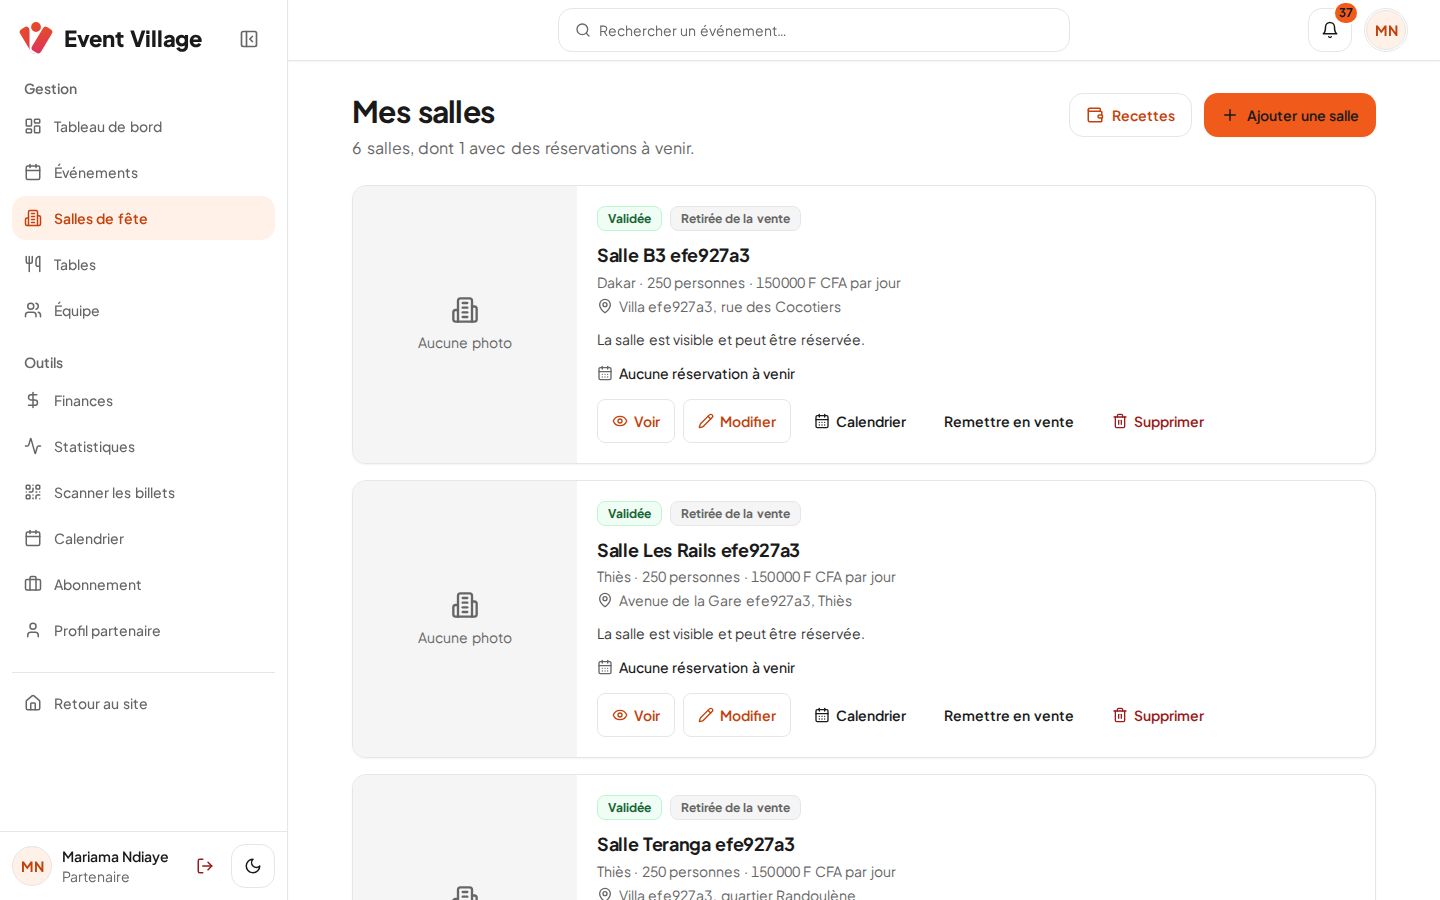 Event Village
Rechercher un événement...
37
MN
Gestion
Tableau de bord
Événements
Salles de fête
Tables
Équipe
Outils
Finances
Statistiques
Scanner les billets
Calendrier
Abonnement
Profil partenaire
Retour au site
MN
Mariama Ndiaye
Partenaire
Mes salles
6 salles, dont 1 avec des réservations à venir.
Recettes
Ajouter une salle
Aucune photo
Validée
Retirée de la vente
Salle B3 efe927a3
Dakar · 250 personnes · 150000 F CFA par jour
Villa efe927a3, rue des Cocotiers
La salle est visible et peut être réservée.
Aucune réservation à venir
Voir
Modifier
Calendrier
Remettre en vente
Supprimer
Aucune photo
Validée
Retirée de la vente
Salle Les Rails efe927a3
Thiès · 250 personnes · 150000 F CFA par jour
Avenue de la Gare efe927a3, Thiès
La salle est visible et peut être réservée.
Aucune réservation à venir
Voir
Modifier
Calendrier
Remettre en vente
Supprimer
Validée
Retirée de la vente
Salle Teranga efe927a3
Thiès · 250 personnes · 150000 F CFA par jour
Villa efe927a3, quartier Randoulène